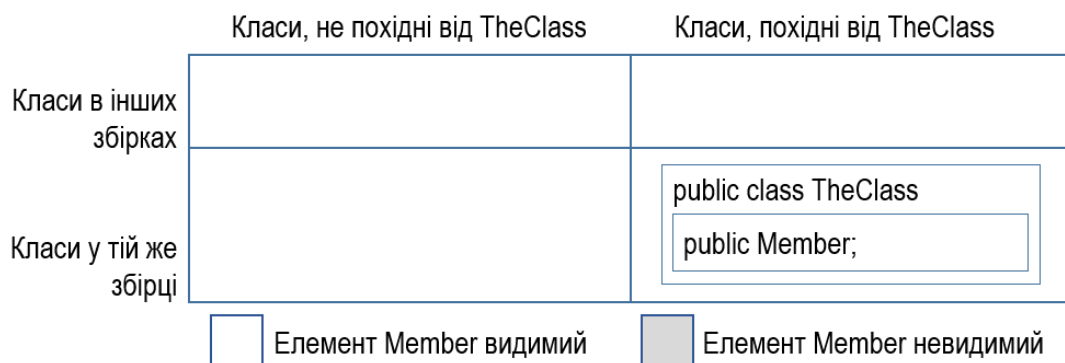 Класи, не похідні від TheClass
Класи, похідні від TheClass
Класи в інших
збірках
public class TheClass
public Member;
Класи у тій же
збірці
Елемент Member видимий
Елемент Member невидимий